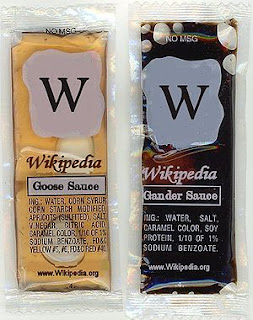 NO MSG
W
Wikipedia
Goose Sauce
ING.: WATER, CORN SYRUP
CORN STARCH MODIFIED
APRICOTS (SULFITED), SALT,
VINEGAR, CITRIC ACID
CARAMEL COLOR, 1/10 OF 1%
SODIUM BENZOATE, FD&C
YELLOW #5, #6, FD&C RED #40.
www.Wikipedia.org
NO MSG
W
Wikipedia
Gander Sauce
ING.: WATER, SALT,
CARAMEL COLOR, SOY
PROTEIN, 1/10 OF 1%
SODIUM BENZOATE.
www.Wikipedia.org